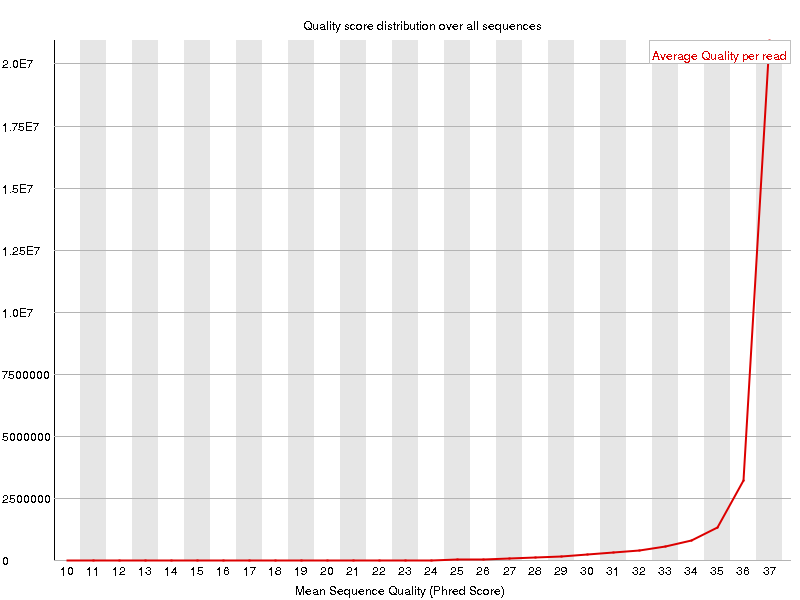 Quality score distribution over all sequences
Average Quality per read
2.0E7
1.75E7
1.5E7
1.25E7
1.0E7
7500000
5000000
2500000
0
10 11 12 13 14 15 16 17 18 19 20 21 22 23 24 25 26 27 28 29 30 31 32 33 34 35 36 37
Mean Sequence Quality (Phred Score)